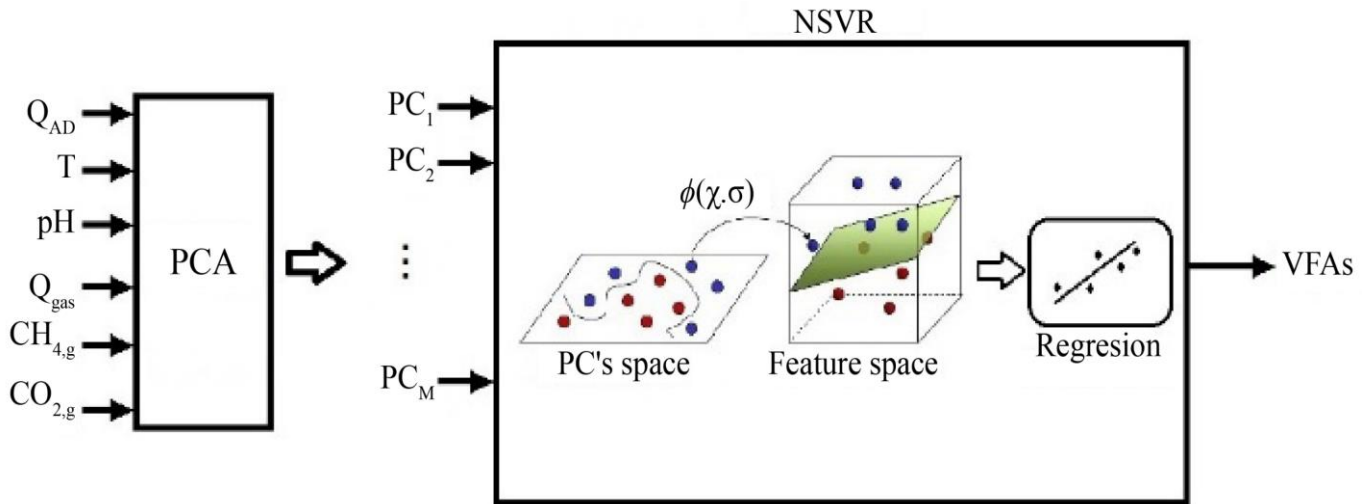 NSVR
Q_AD
T
pH
Q_gas
CH_4,g
CO_2,g
PCA
PC_1
PC_2
⋮
PC_M
ϕ(χ.σ)
PC's space
Feature space
Regresion
VFAs